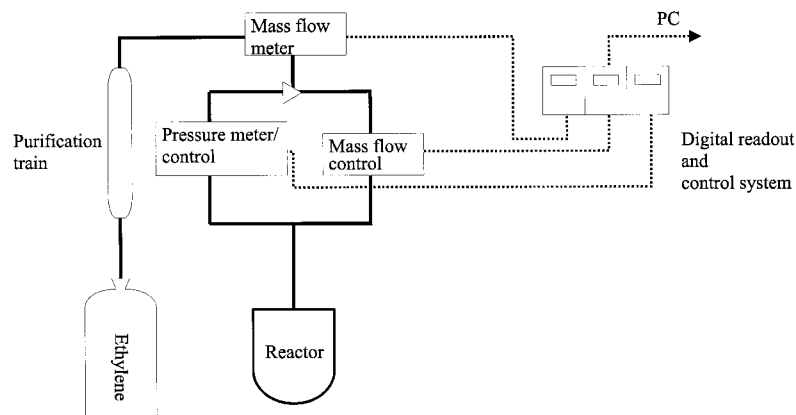 Mass flow
meter
PC
Purification
train
Pressure meter/
control
Mass flow
control
Digital readout
and
control system
Ethylene
Reactor